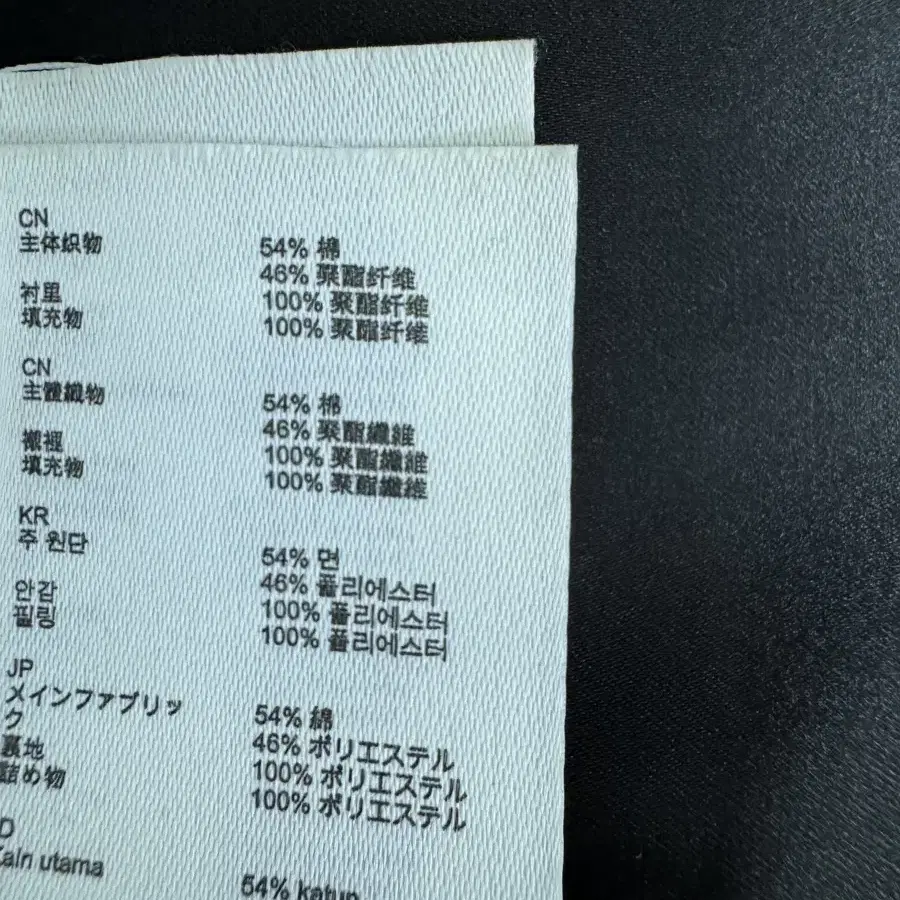 CN
主体织物 54% 棉
46% 聚酯纤维
衬里 100% 聚酯纤维
填充物 100% 聚酯纤维
CN
主體織物 54% 棉
46% 聚酯纖維
襯裡 100% 聚酯纖維
填充物 100% 聚酯纖維
KR
주 원단 54% 면
46% 폴리에스터
안감 100% 폴리에스터
필링 100% 폴리에스터
JP
メインファブリッ
ク 54% 綿
46% ポリエステル
裏地 100% ポリエステル
詰め物 100% ポリエステル
D
ain utama
54% katun